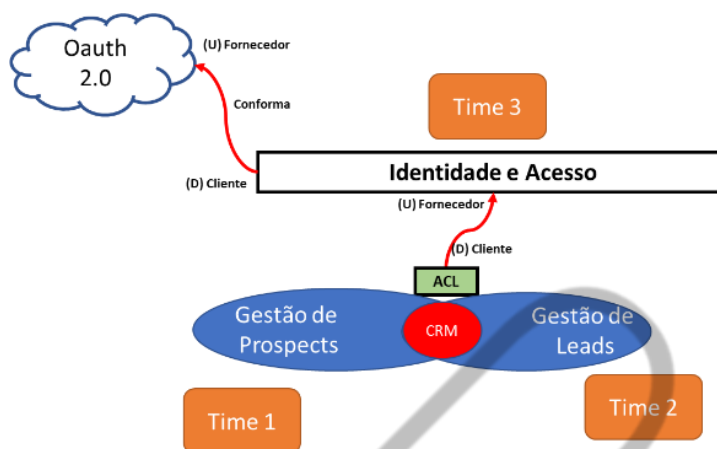 Oauth
2.0
(U) Fornecedor
Conforma
Time 3
(D) Cliente
Identidade e Acesso
(U) Fornecedor
(D) Cliente
ACL
Gestão de
Prospects
CRM
Gestão de
Leads
Time 1
Time 2